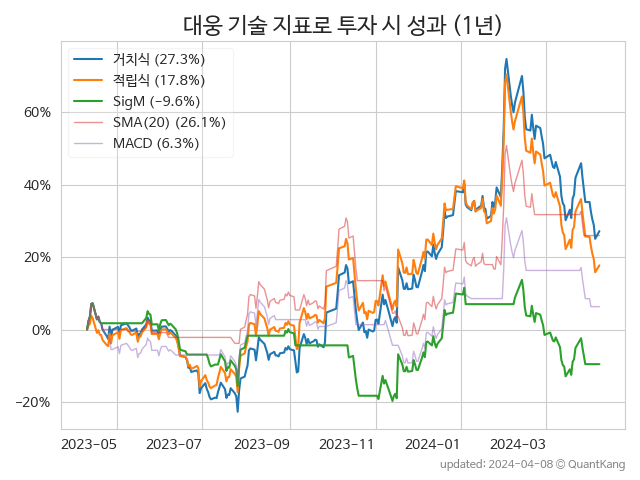 대웅 기술 지표로 투자 시 성과 (1년)
거치식 (27.3%)
적립식 (17.8%)
SigM (−9.6%)
SMA(20) (26.1%)
MACD (6.3%)
60%
40%
20%
0%
−20%
2023-05
2023-07
2023-09
2023-11
2024-01
2024-03
updated: 2024-04-08 © QuantKang